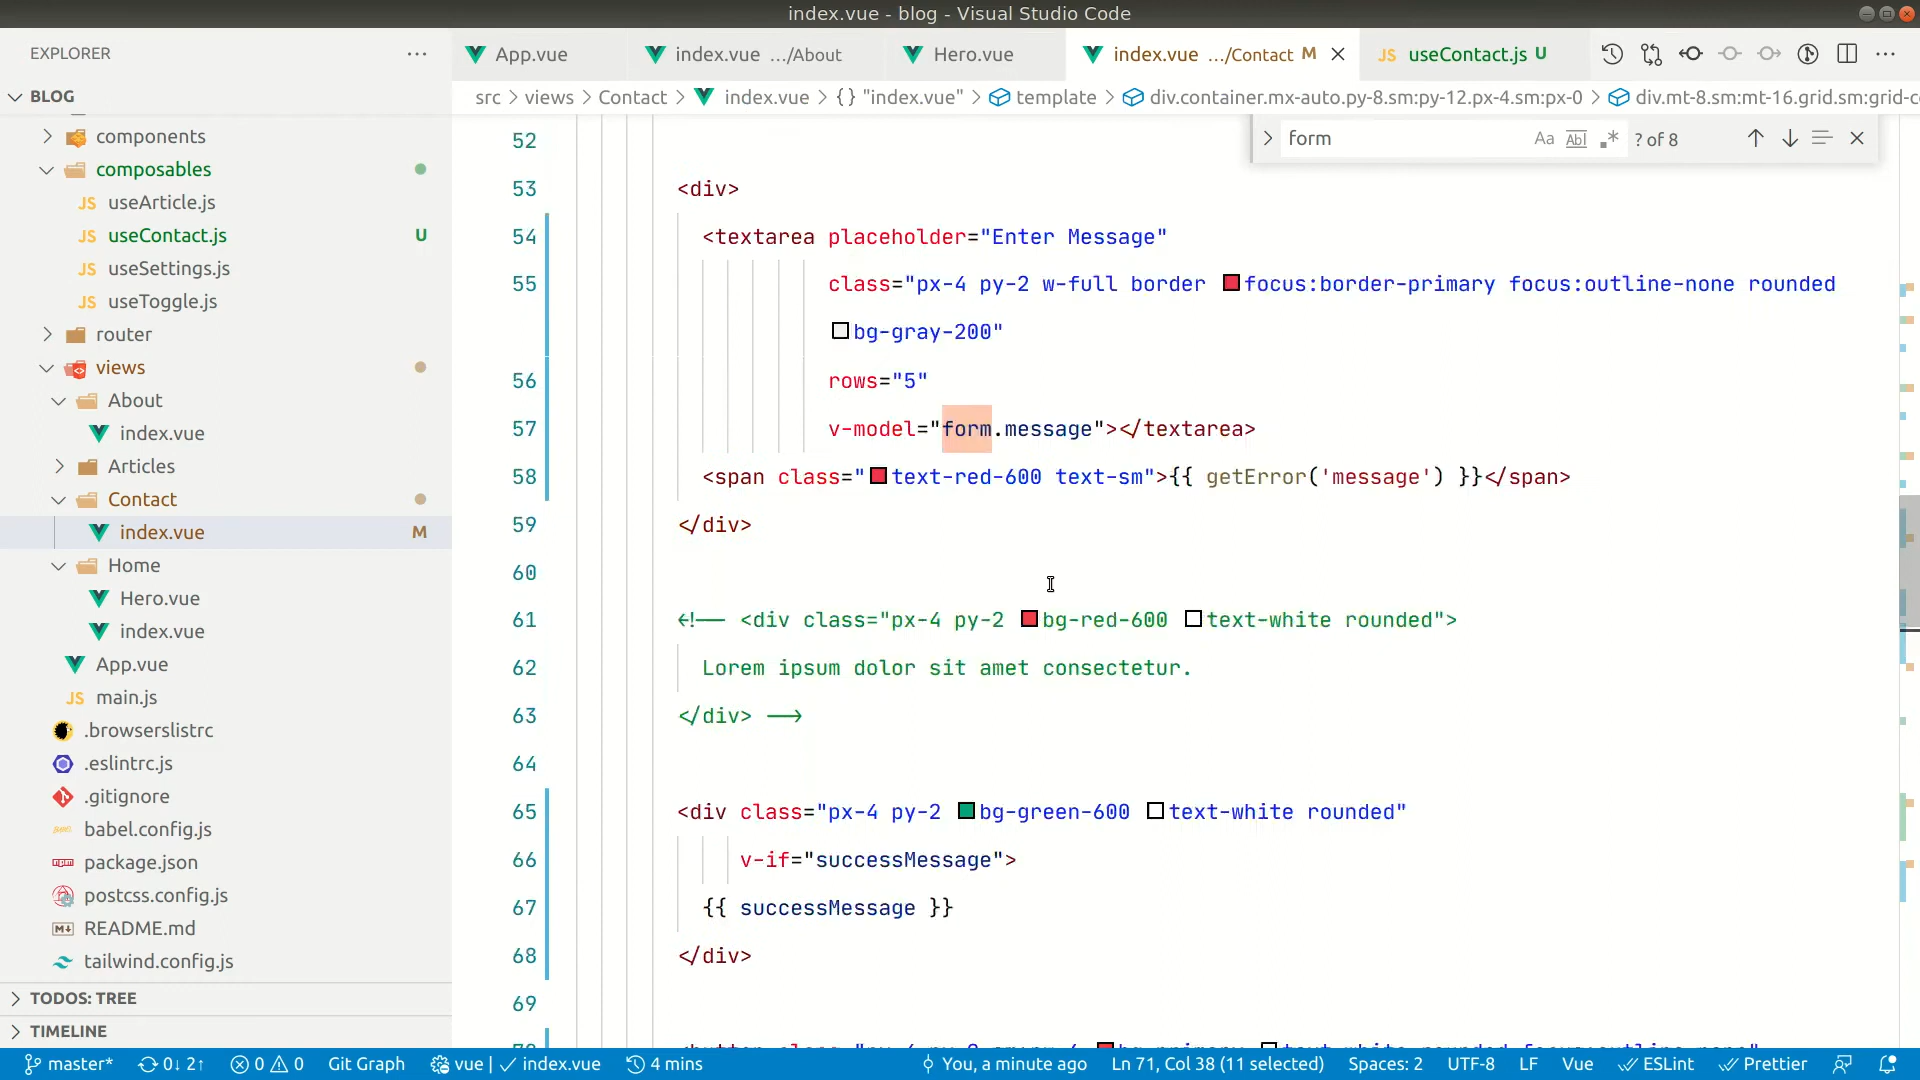 index.vue - blog - Visual Studio Code
EXPLORER
App.vue
index.vue .../About
Hero.vue
index.vue .../Contact M
JS useContact.js U
BLOG
src > views > Contact > index.vue > {} "index.vue" > template > div.container.mx-auto.py-8.sm:py-12.px-4.sm:px-0 > div.mt-8.sm:mt-16.grid.sm:grid-c
form
Aa Abl .* ? of 8
components
composables
JS useArticle.js
JS useContact.js U
JS useSettings.js
JS useToggle.js
router
views
About
index.vue
Articles
Contact
index.vue M
Home
Hero.vue
index.vue
App.vue
JS main.js
.browserslistrc
.eslintrc.js
.gitignore
babel.config.js
package.json
postcss.config.js
README.md
tailwind.config.js
TODOS: TREE
TIMELINE
52
53 <div>
54 <textarea placeholder="Enter Message"
55 class="px-4 py-2 w-full border focus:border-primary focus:outline-none rounded
bg-gray-200"
56 rows="5"
57 v-model="form.message"></textarea>
58 <span class="text-red-600 text-sm">{{ getError('message') }}</span>
59 </div>
60
61 <!-- <div class="px-4 py-2 bg-red-600 text-white rounded">
62 Lorem ipsum dolor sit amet consectetur.
63 </div> -->
64
65 <div class="px-4 py-2 bg-green-600 text-white rounded"
66 v-if="successMessage">
67 {{ successMessage }}
68 </div>
69
master* 0↓ 2↑ 0 0 Git Graph vue | index.vue 4 mins You, a minute ago Ln 71, Col 38 (11 selected) Spaces: 2 UTF-8 LF Vue ESLint Prettier